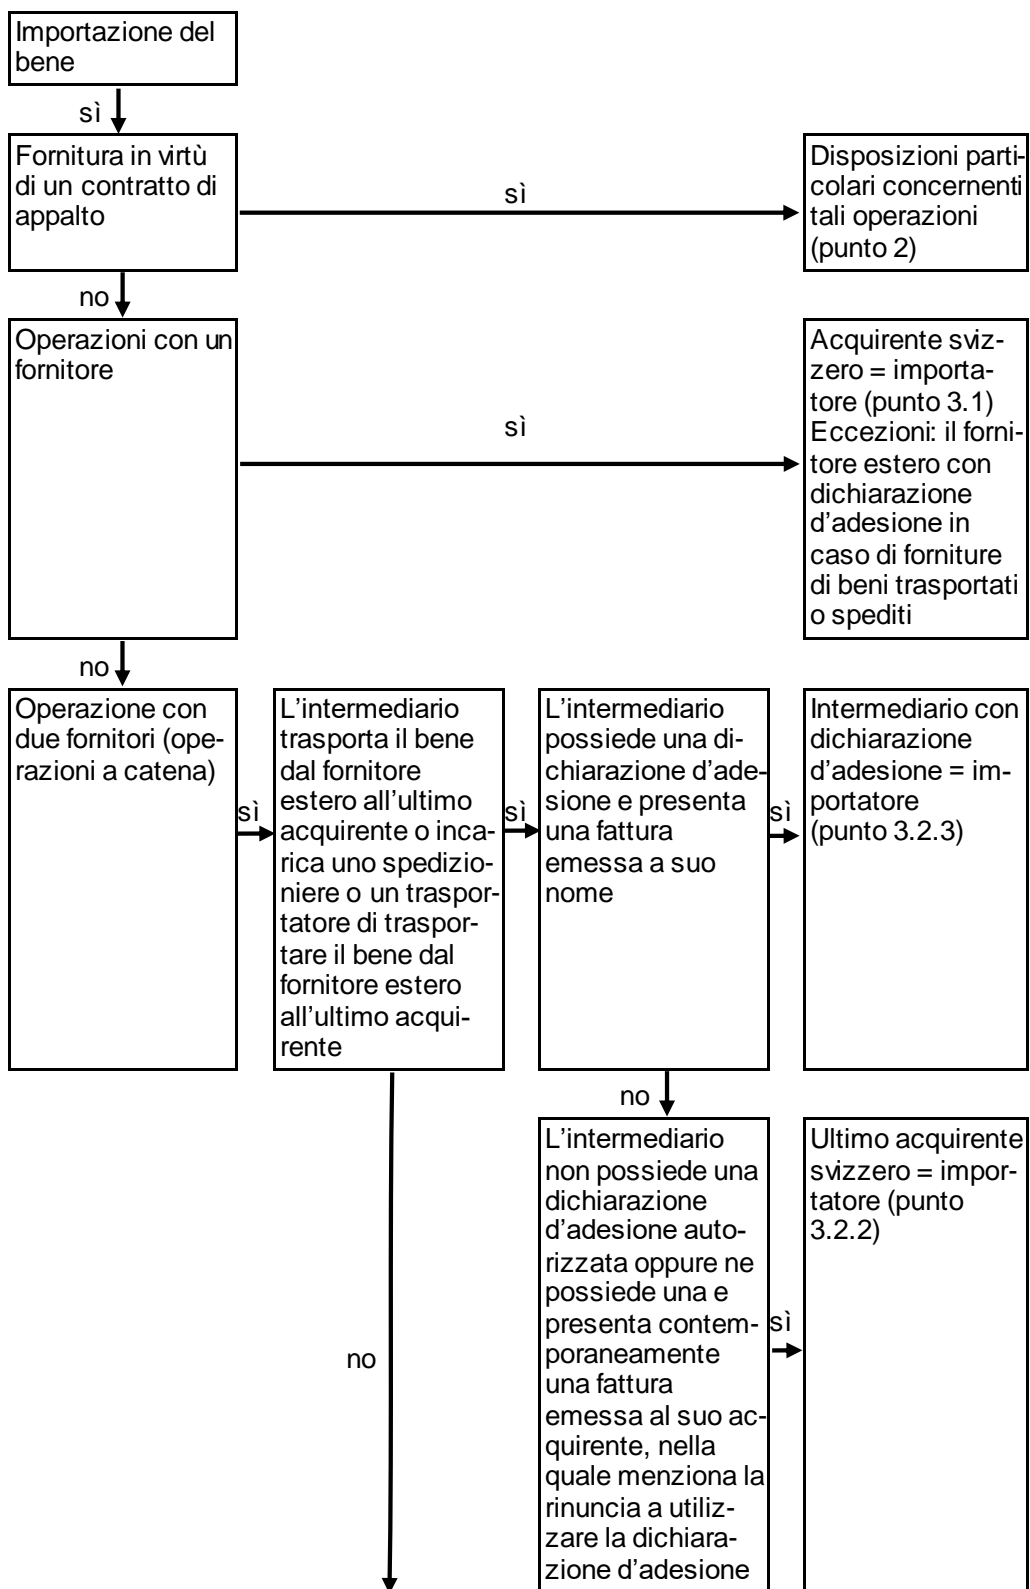 Importazione del
bene
sì
Fornitura in virtù
di un contratto di
appalto
sì
Disposizioni parti-
colari concernenti
tali operazioni
(punto 2)
no
Operazioni con un
fornitore
sì
Acquirente sviz-
zero = importa-
tore (punto 3.1)
Eccezioni: il forni-
tore estero con
dichiarazione
d’adesione in
caso di forniture
di beni trasportati
o spediti
no
Operazione con
due fornitori (ope-
razioni a catena)
sì
L’intermediario
trasporta il bene
dal fornitore
estero all’ultimo
acquirente o inca-
rica uno spedizio-
niere o un traspor-
tatore di traspor-
tare il bene dal
fornitore estero
all’ultimo acqui-
rente
sì
L’intermediario
possiede una di-
chiarazione d’ade-
sione e presenta
una fattura
emessa a suo
nome
sì
Intermediario con
dichiarazione
d’adesione = im-
portatore
(punto 3.2.3)
no
L’intermediario
non possiede una
dichiarazione
d’adesione auto-
rizzata oppure ne
possiede una e
presenta contem-
poraneamente
una fattura
emessa al suo ac-
quirente, nella
quale menziona la
rinuncia a utiliz-
zare la dichiara-
zione d’adesione
sì
Ultimo acquirente
svizzero = impor-
tatore (punto
3.2.2)
no